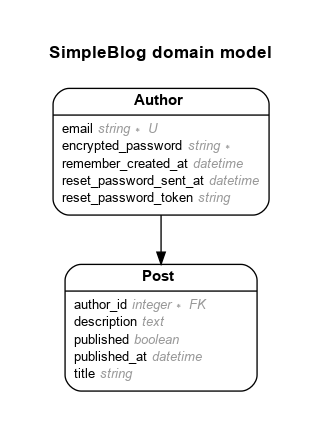 SimpleBlog domain model
Author
email string * U
encrypted_password string *
remember_created_at datetime
reset_password_sent_at datetime
reset_password_token string
Post
author_id integer * FK
description text
published boolean
published_at datetime
title string